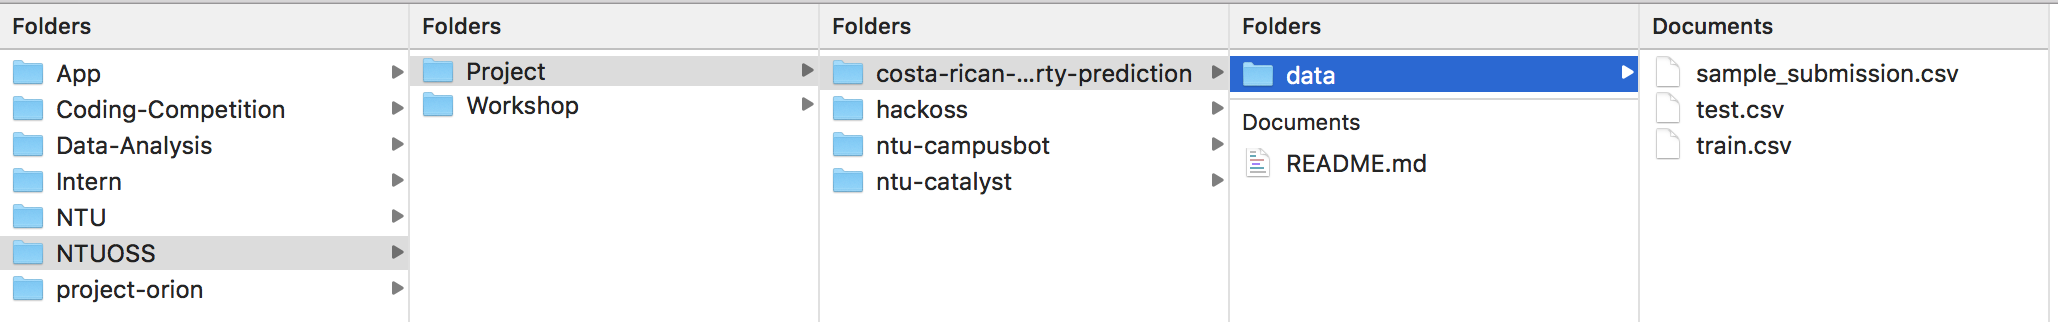 Folders
App
Coding-Competition
Data-Analysis
Intern
NTU
NTUOSS
project-orion
Folders
Project
Workshop
Folders
costa-rican-...rty-prediction
hackoss
ntu-campusbot
ntu-catalyst
Folders
data
Documents
README.md
Documents
sample_submission.csv
test.csv
train.csv